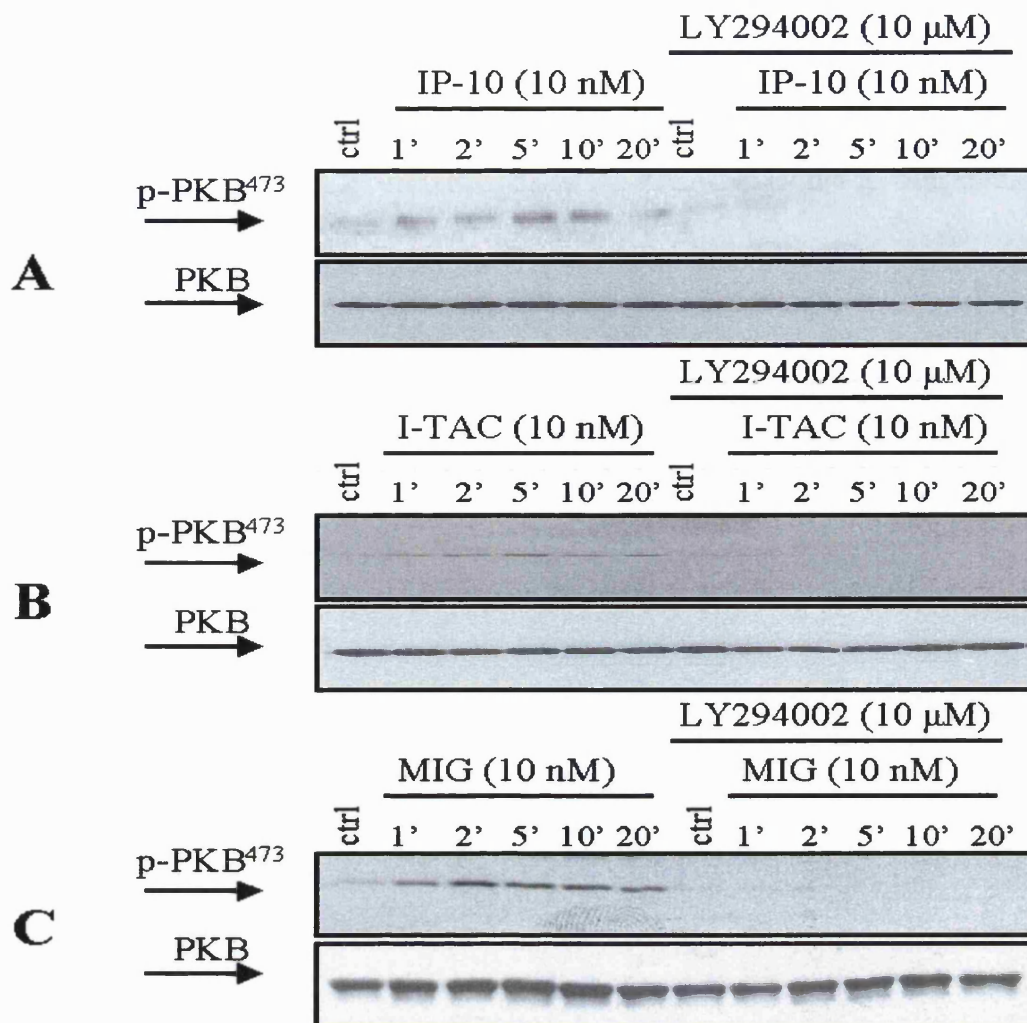 LY294002 (10 μM)
IP-10 (10 nM) IP-10 (10 nM)
ctrl 1’ 2’ 5’ 10’ 20’ ctrl 1’ 2’ 5’ 10’ 20’
p-PKB⁴⁷³
A
PKB
LY294002 (10 μM)
I-TAC (10 nM) I-TAC (10 nM)
ctrl 1’ 2’ 5’ 10’ 20’ ctrl 1’ 2’ 5’ 10’ 20’
p-PKB⁴⁷³
B
PKB
LY294002 (10 μM)
MIG (10 nM) MIG (10 nM)
ctrl 1’ 2’ 5’ 10’ 20’ ctrl 1’ 2’ 5’ 10’ 20’
p-PKB⁴⁷³
C
PKB